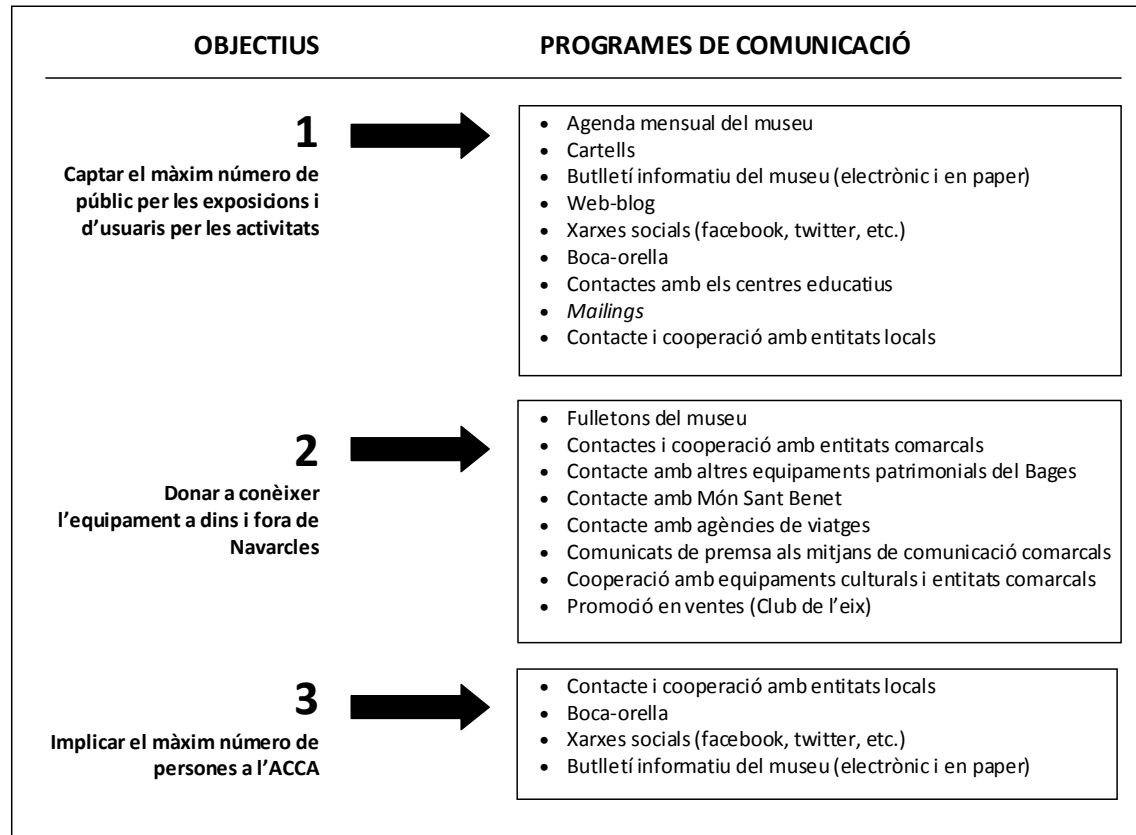 OBJECTIUS
PROGRAMES DE COMUNICACIÓ
1
Captar el màxim número de
públic per les exposicions i
d’usuaris per les activitats
• Agenda mensual del museu
• Cartells
• Butlletí informatiu del museu (electrònic i en paper)
• Web-blog
• Xarxes socials (facebook, twitter, etc.)
• Boca-orella
• Contactes amb els centres educatius
• Mailings
• Contacte i cooperació amb entitats locals
2
Donar a conèixer
l’equipament a dins i fora de
Navarcles
• Fulletons del museu
• Contactes i cooperació amb entitats comarcals
• Contacte amb altres equipaments patrimonials del Bages
• Contacte amb Món Sant Benet
• Contacte amb agències de viatges
• Comunicats de premsa als mitjans de comunicació comarcals
• Cooperació amb equipaments culturals i entitats comarcals
• Promoció en ventes (Club de l’eix)
3
Implicar el màxim número de
persones a l’ACCA
• Contacte i cooperació amb entitats locals
• Boca-orella
• Xarxes socials (facebook, twitter, etc.)
• Butlletí informatiu del museu (electrònic i en paper)